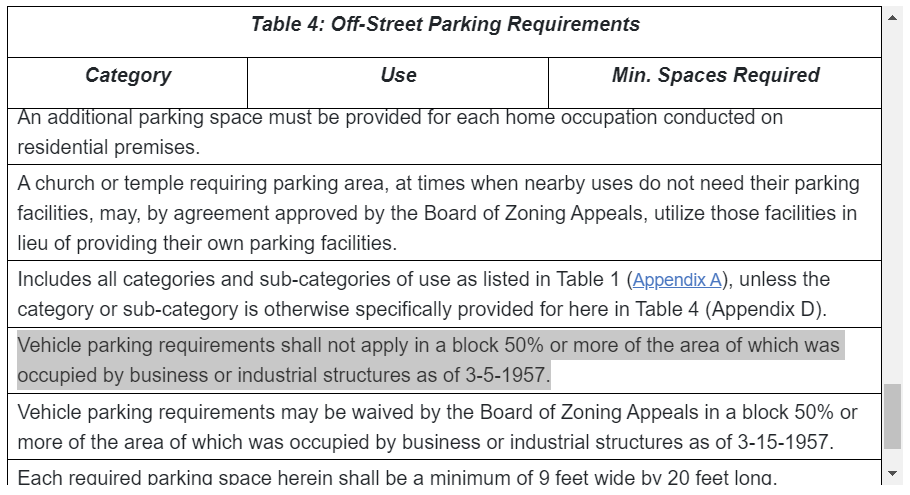 Table 4: Off-Street Parking Requirements
Category Use Min. Spaces Required
An additional parking space must be provided for each home occupation conducted on
residential premises.
A church or temple requiring parking area, at times when nearby uses do not need their parking
facilities, may, by agreement approved by the Board of Zoning Appeals, utilize those facilities in
lieu of providing their own parking facilities.
Includes all categories and sub-categories of use as listed in Table 1 (Appendix A), unless the
category or sub-category is otherwise specifically provided for here in Table 4 (Appendix D).
Vehicle parking requirements shall not apply in a block 50% or more of the area of which was
occupied by business or industrial structures as of 3-5-1957.
Vehicle parking requirements may be waived by the Board of Zoning Appeals in a block 50% or
more of the area of which was occupied by business or industrial structures as of 3-15-1957.
Each required parking space herein shall be a minimum of 9 feet wide by 20 feet long.